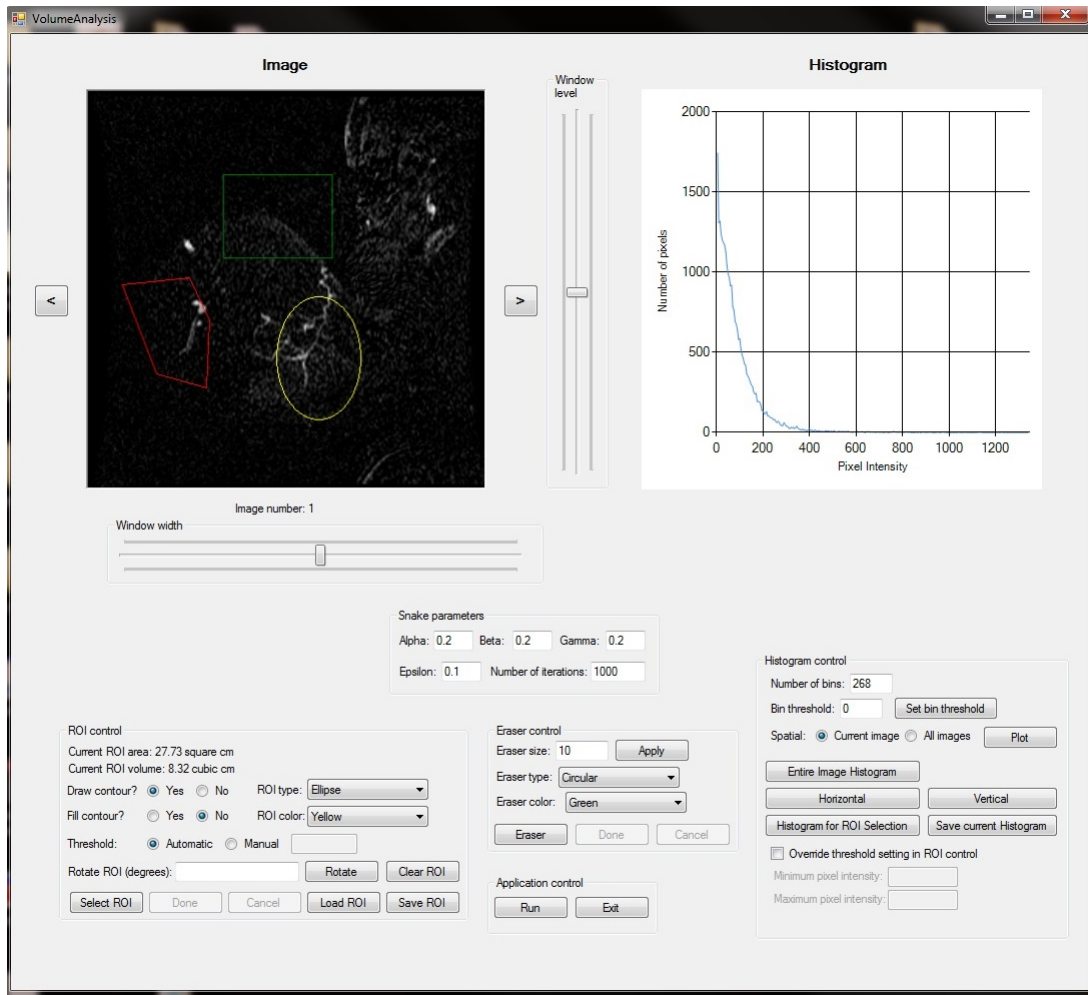 VolumeAnalysis
Image
<
>
Image number: 1
Window level
Window width
Histogram
2000
1500
1000
500
0
Number of pixels
0 200 400 600 800 1000 1200
Pixel Intensity
Snake parameters
Alpha: 0.2 Beta: 0.2 Gamma: 0.2
Epsilon: 0.1 Number of iterations: 1000
ROI control
Current ROI area: 27.73 square cm
Current ROI volume: 8.32 cubic cm
Draw contour? Yes No ROI type: Ellipse
Fill contour? Yes No ROI color: Yellow
Threshold: Automatic Manual
Rotate ROI (degrees): Rotate Clear ROI
Select ROI Done Cancel Load ROI Save ROI
Eraser control
Eraser size: 10 Apply
Eraser type: Circular
Eraser color: Green
Eraser Done Cancel
Application control
Run Exit
Histogram control
Number of bins: 268
Bin threshold: 0 Set bin threshold
Spatial: Current image All images Plot
Entire Image Histogram
Horizontal Vertical
Histogram for ROI Selection Save current Histogram
Override threshold setting in ROI control
Minimum pixel intensity:
Maximum pixel intensity: